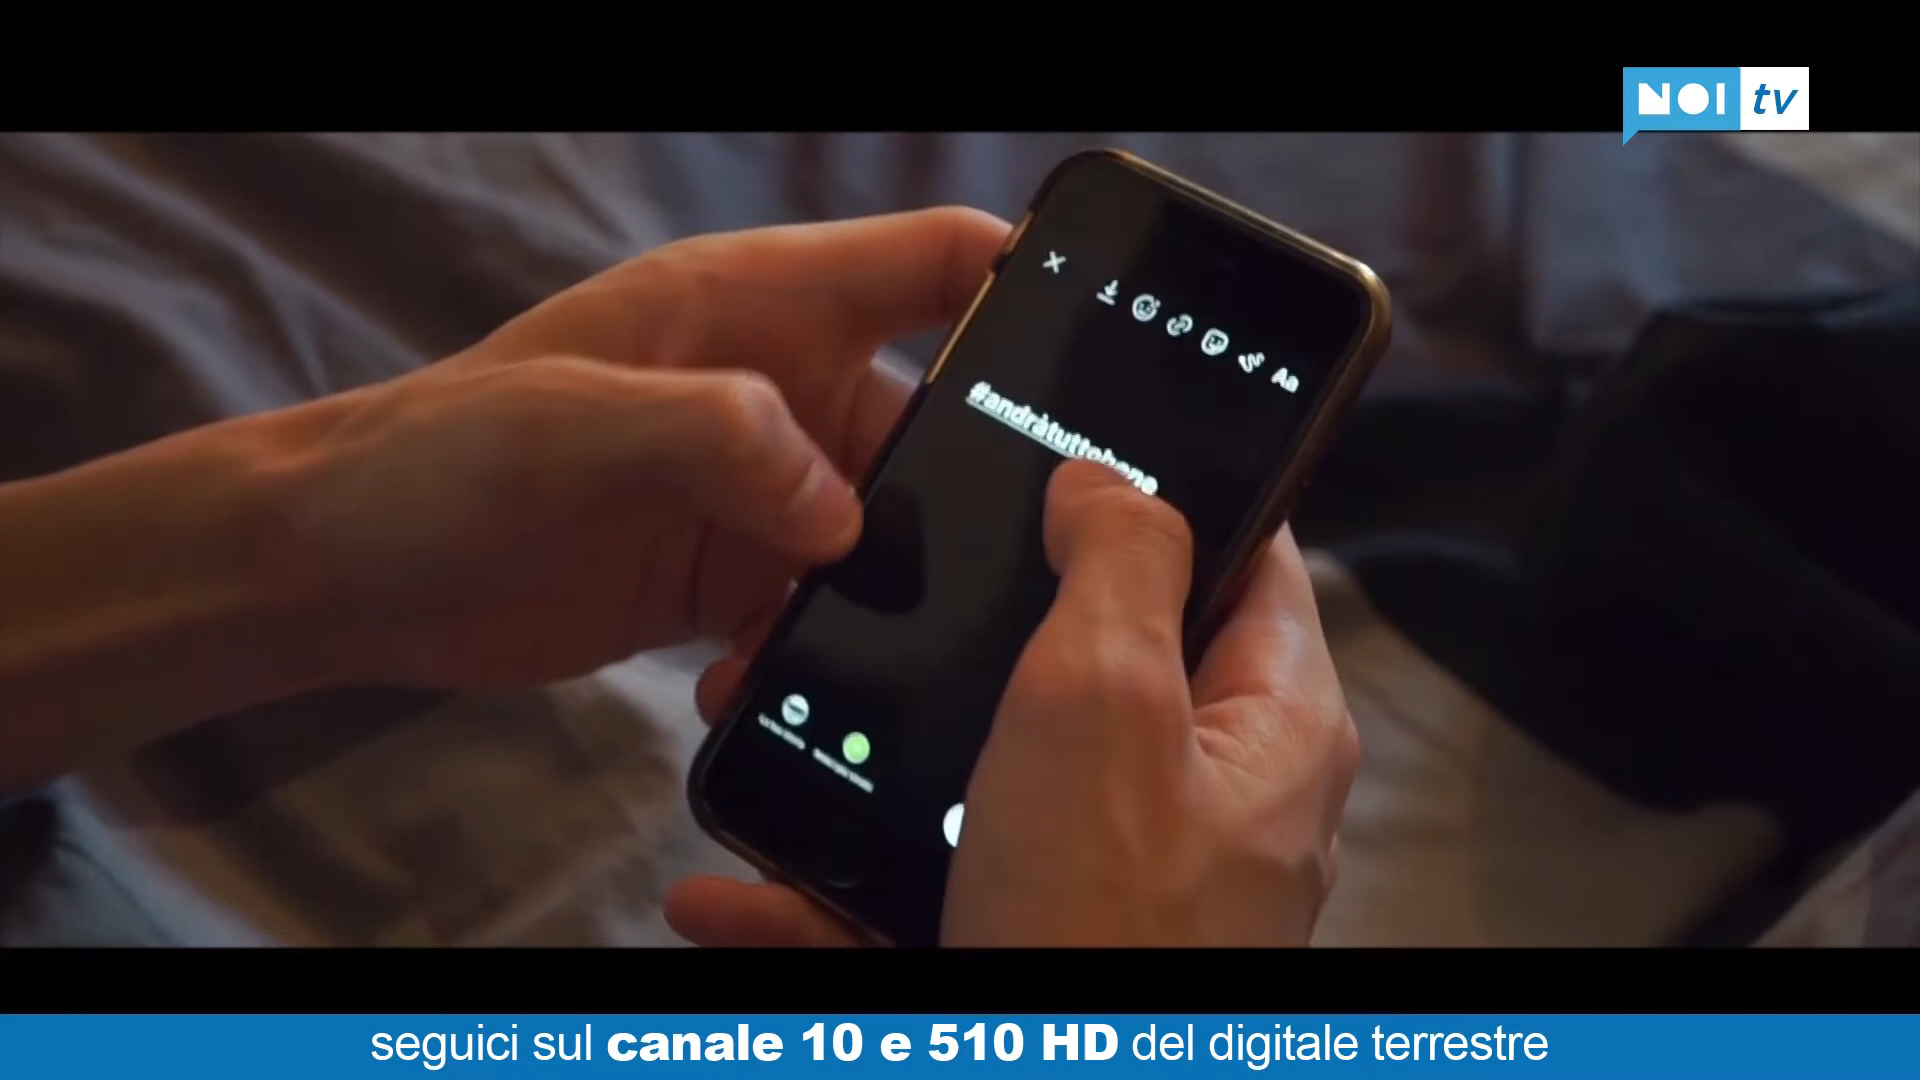 NOI tv
Aa
#andràtuttobene
seguici sul canale 10 e 510 HD del digitale terrestre